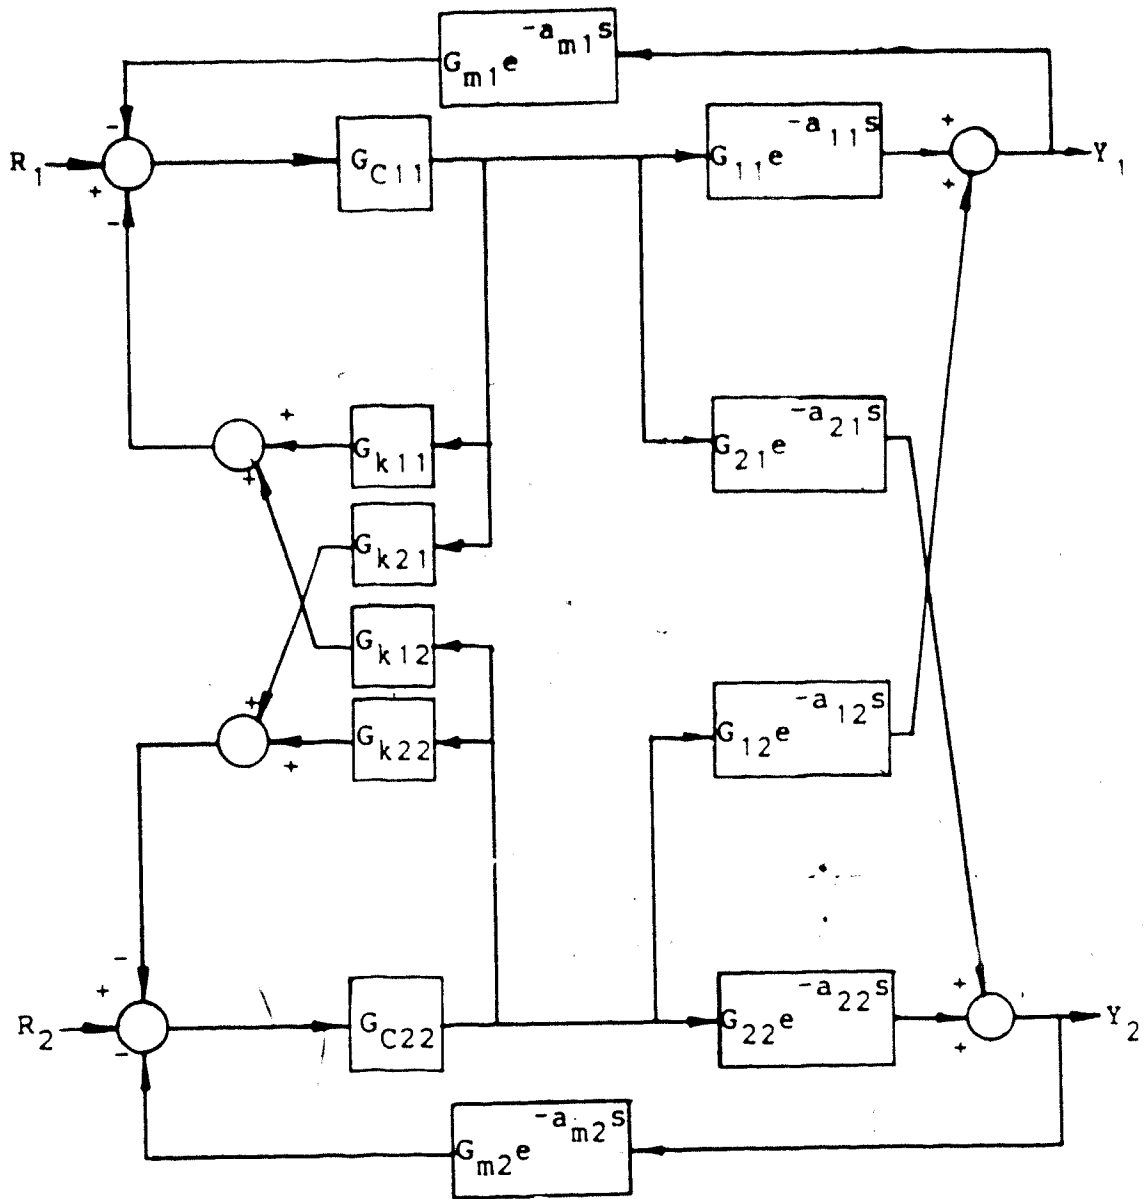 G_m1 e^-a_m1 s
R_1
-
+
-
G_C11
G_11 e^-a_11 s
+
+
Y_1
+
+
G_k11
G_21 e^-a_21 s
G_k21
G_k12
+
+
G_k22
G_12 e^-a_12 s
-
+
-
R_2
G_C22
G_22 e^-a_22 s
+
+
Y_2
G_m2 e^-a_m2 s